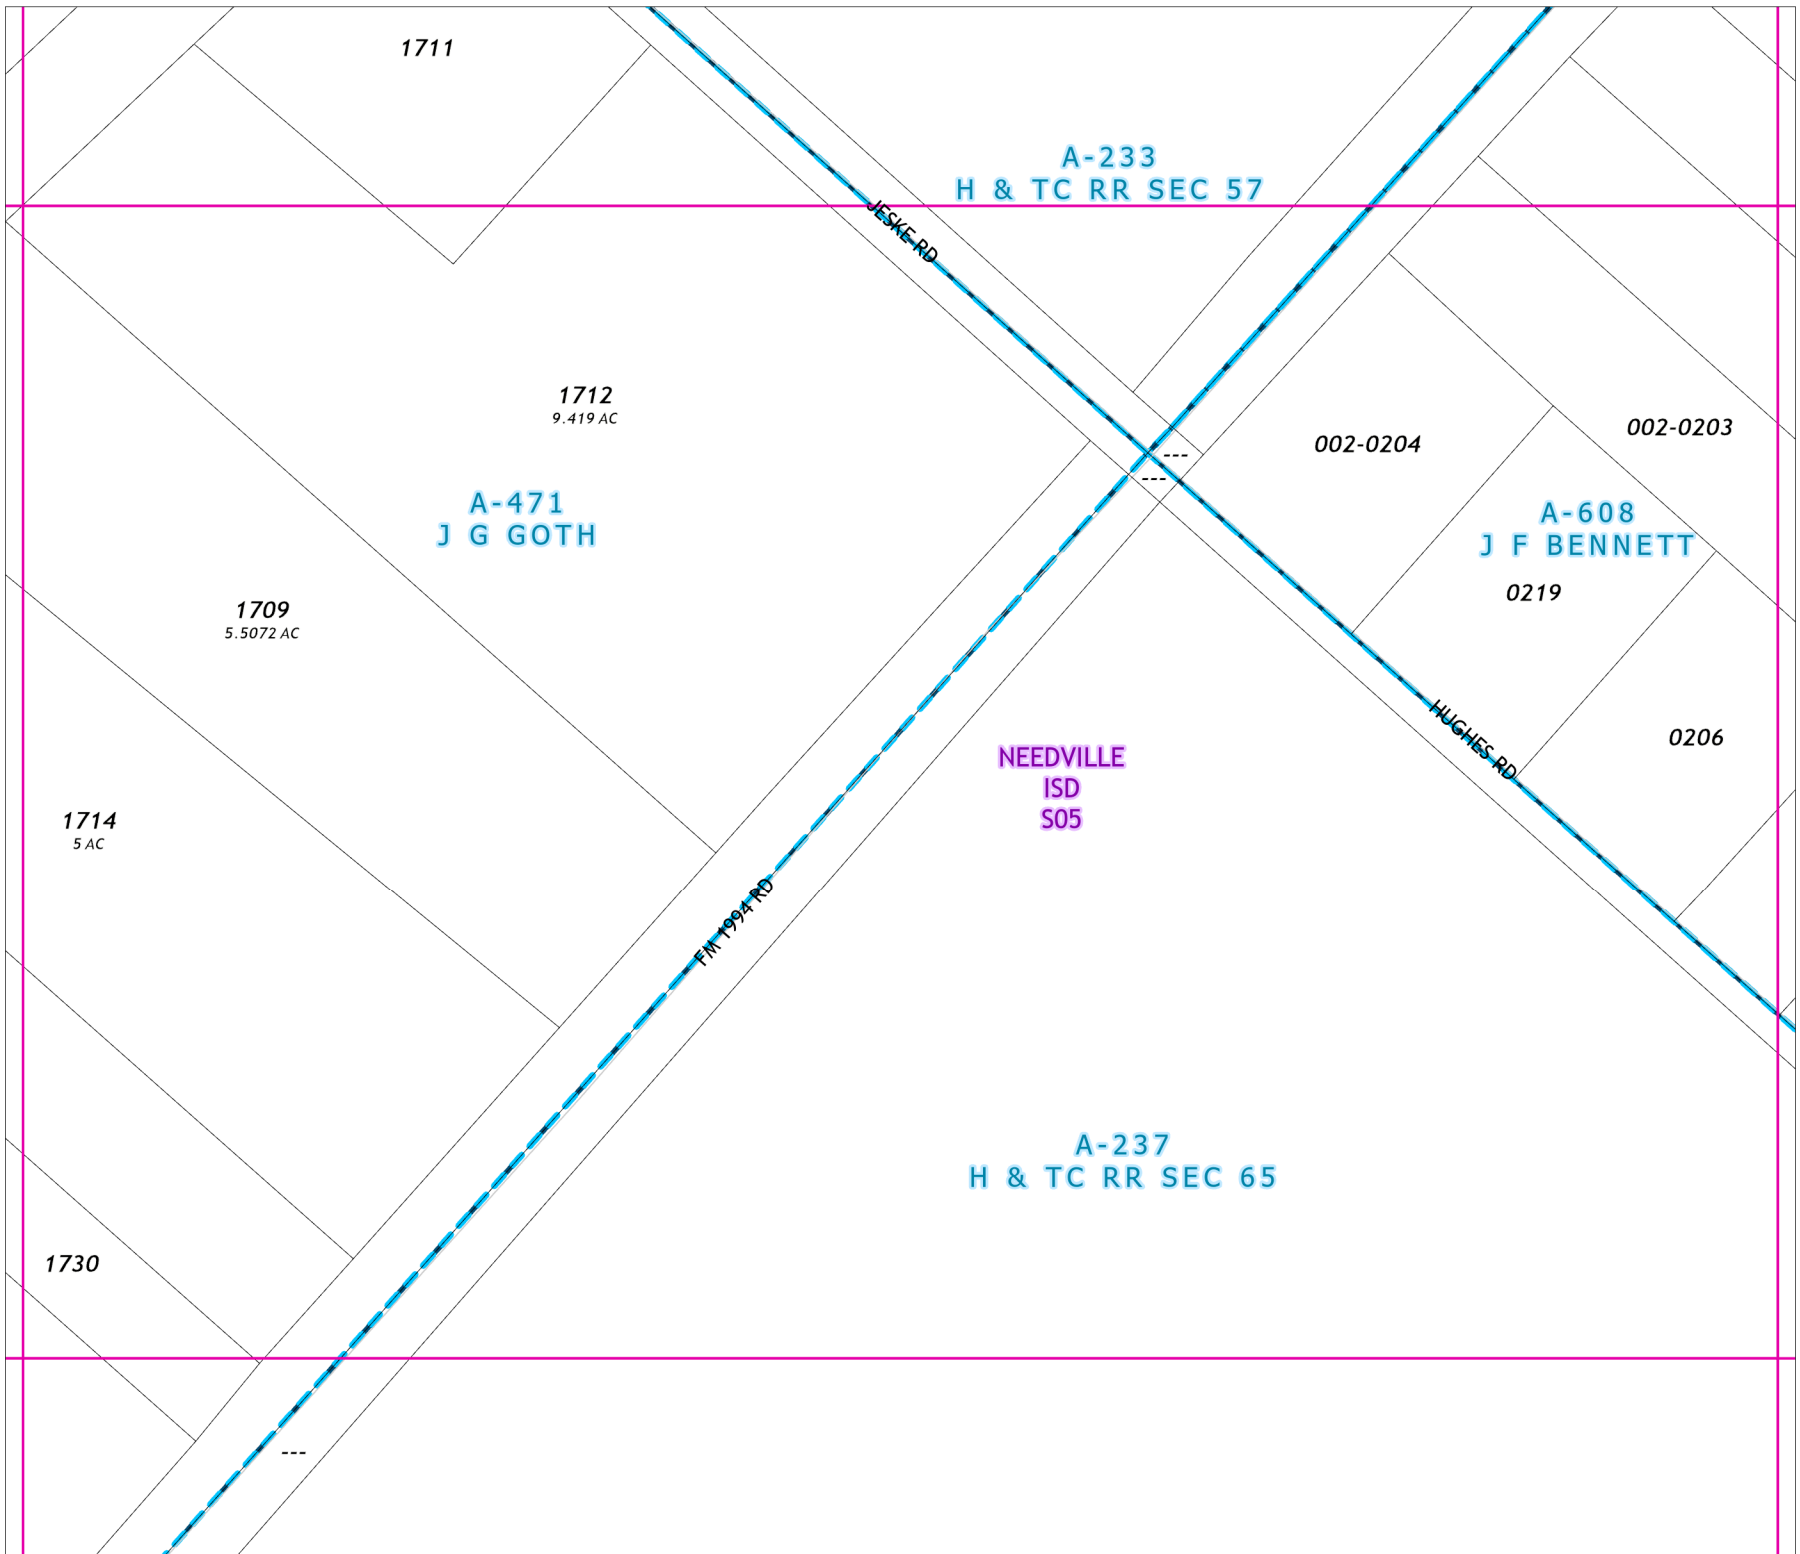 1711
A-233
H & TC RR SEC 57
JESKE RD
1712
9.419 AC
---
---
002-0204
002-0203
A-471
J G GOTH
A-608
J F BENNETT
0219
1709
5.5072 AC
HUGHES RD
0206
NEEDVILLE
ISD
S05
1714
5 AC
FM 1994 RD
A-237
H & TC RR SEC 65
1730
---